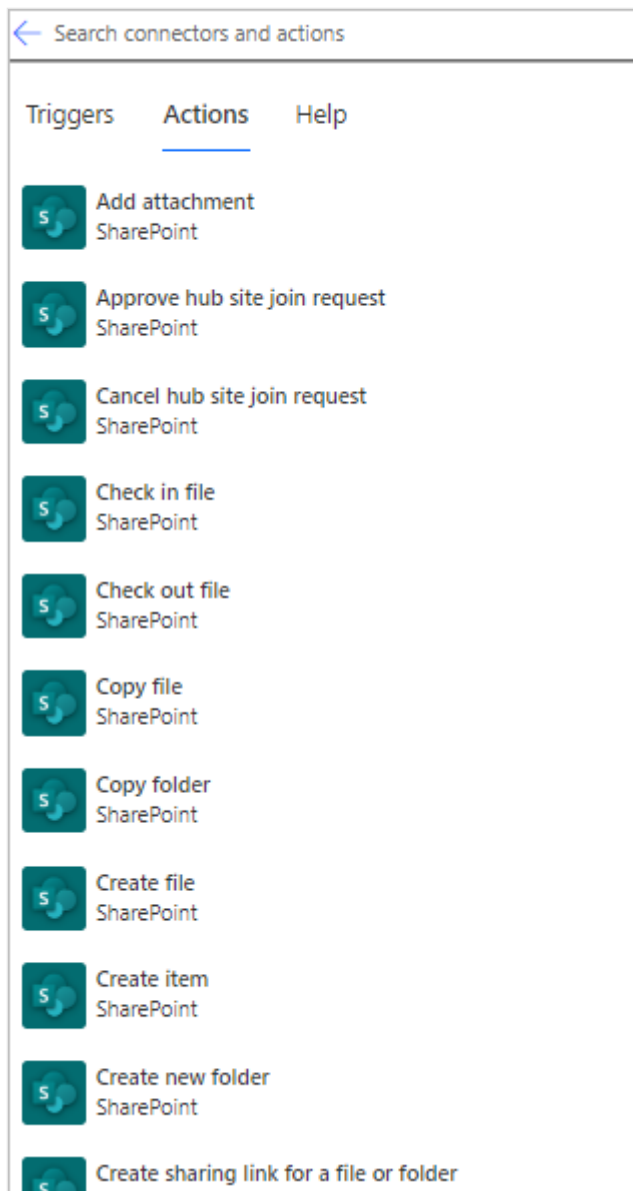 Search connectors and actions
Triggers Actions Help
Add attachment
S SharePoint
Approve hub site join request
S SharePoint
Cancel hub site join request
S SharePoint
Check in file
S SharePoint
Check out file
S SharePoint
Copy file
S SharePoint
Copy folder
S SharePoint
Create file
S SharePoint
Create item
S SharePoint
Create new folder
S SharePoint
Create sharing link for a file or folder
S